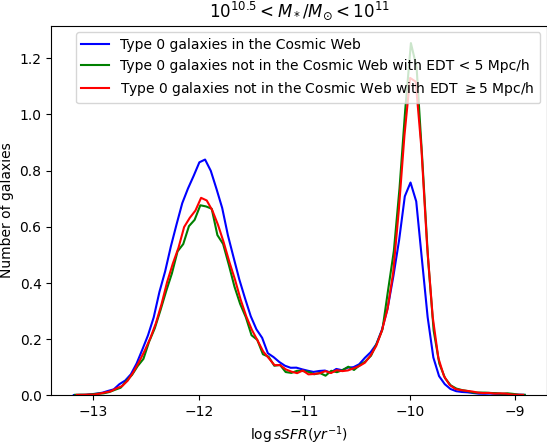 10^{10.5} < M_*/M_⊙ < 10^{11}
Type 0 galaxies in the Cosmic Web
Type 0 galaxies not in the Cosmic Web with EDT < 5 Mpc/h
Type 0 galaxies not in the Cosmic Web with EDT ≥ 5 Mpc/h
Number of galaxies
1.2
1.0
0.8
0.6
0.4
0.2
0.0
−13 −12 −11 −10 −9
log sSFR(yr^{−1})